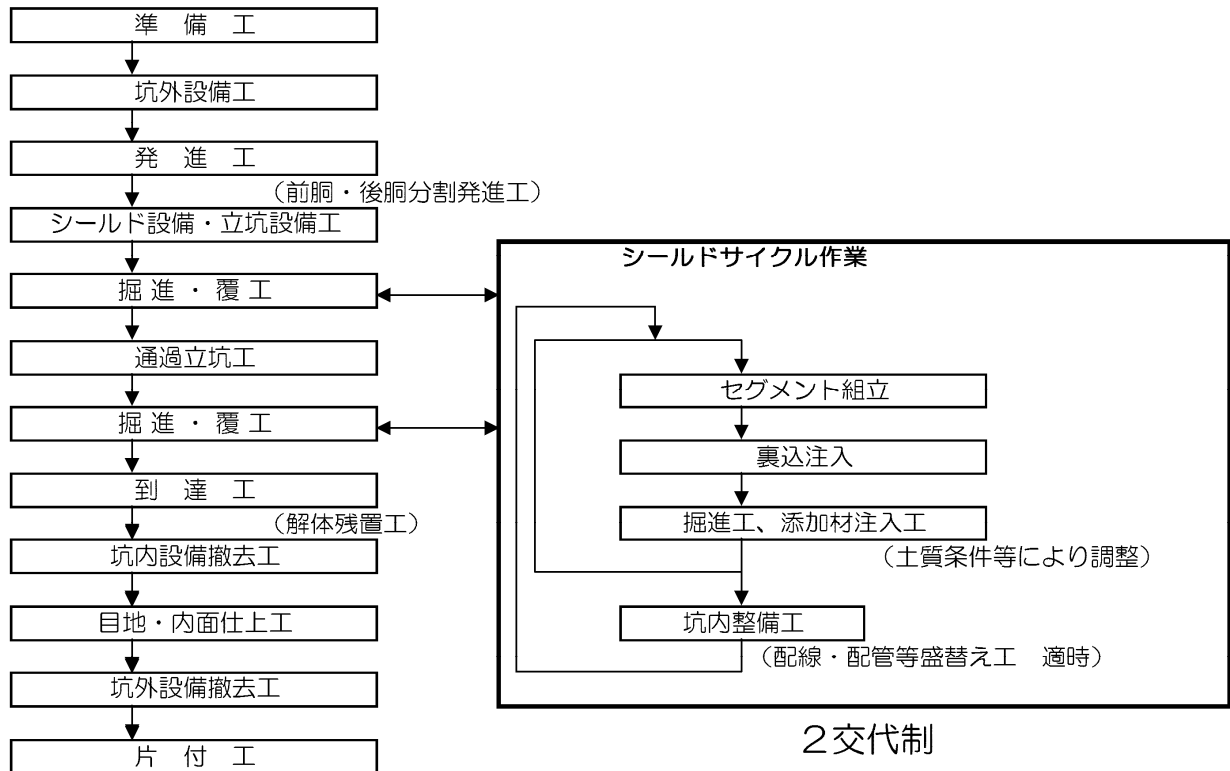 準　備　工
坑外設備工
発　進　工
（前胴・後胴分割発進工）
シールド設備・立坑設備工
掘 進 ・ 覆 工
通過立坑工
掘 進 ・ 覆 工
到　達　工
（解体残置工）
坑内設備撤去工
目地・内面仕上工
坑外設備撤去工
片　付　工
シールドサイクル作業
セグメント組立
裏込注入
掘進工、添加材注入工
（土質条件等により調整）
坑内整備工
（配線・配管等盛替え工　適時）
２交代制